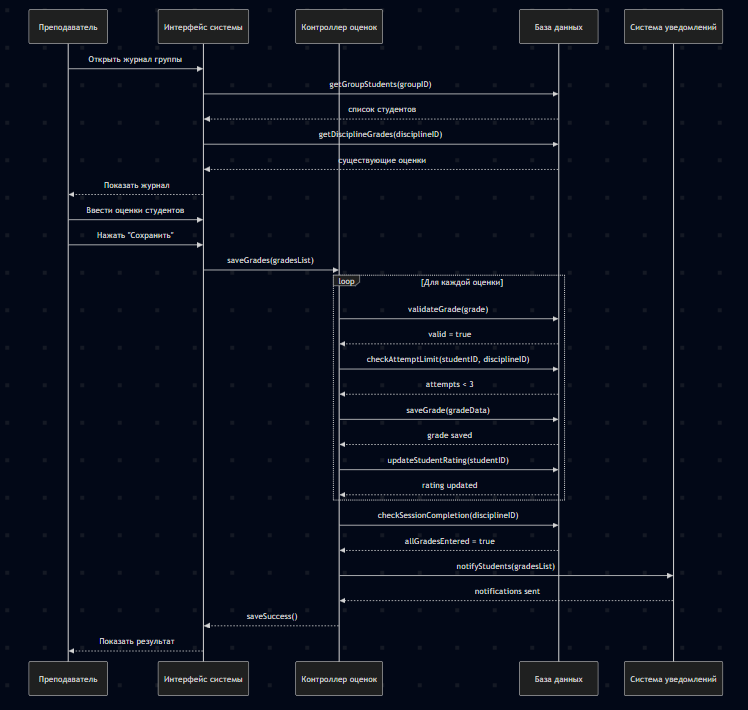 Преподаватель
Интерфейс системы
Контроллер оценок
База данных
Система уведомлений
Открыть журнал группы
getGroupStudents(groupID)
список студентов
getDisciplineGrades(disciplineID)
существующие оценки
Показать журнал
Ввести оценки студентов
Нажать "Сохранить"
saveGrades(gradesList)
loop
[Для каждой оценки]
validateGrade(grade)
valid = true
checkAttemptLimit(studentID, disciplineID)
attempts < 3
saveGrade(gradeData)
grade saved
updateStudentRating(studentID)
rating updated
checkSessionCompletion(disciplineID)
allGradesEntered = true
notifyStudents(gradesList)
notifications sent
saveSuccess()
Показать результат
Преподаватель
Интерфейс системы
Контроллер оценок
База данных
Система уведомлений